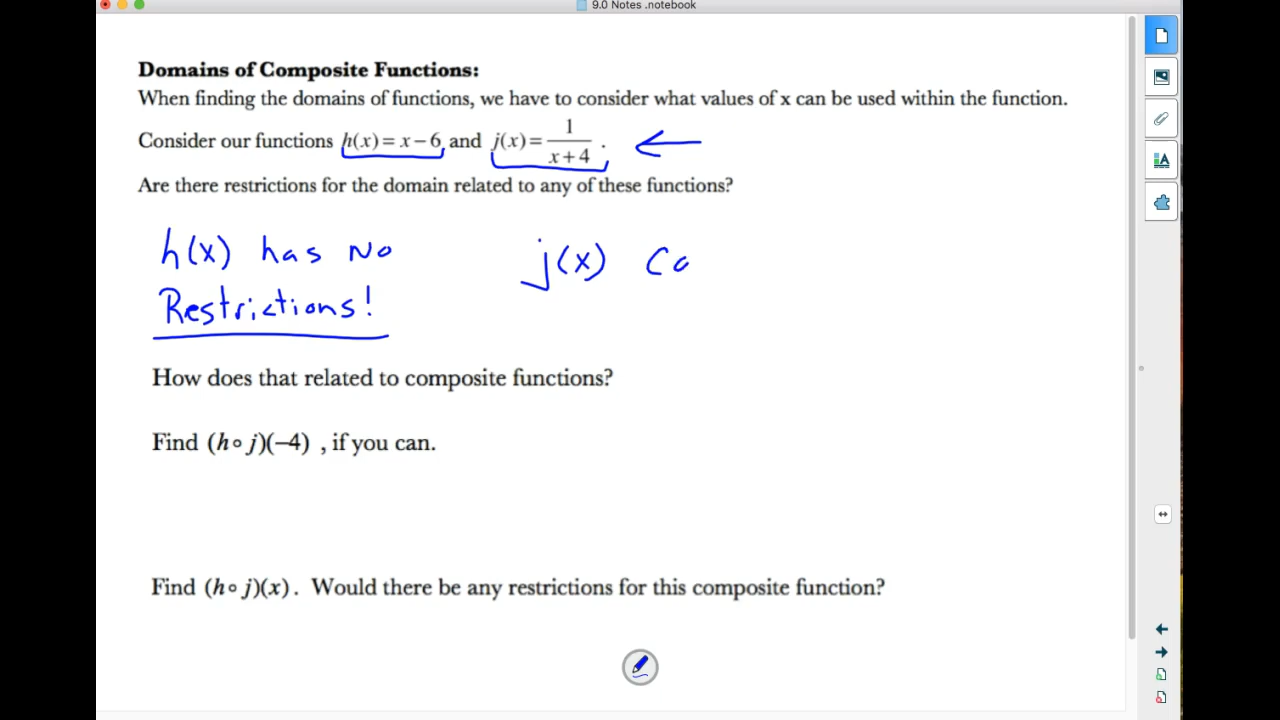 9.0 Notes .notebook
Domains of Composite Functions:
When finding the domains of functions, we have to consider what values of x can be used within the function.
Consider our functions h(x)=x−6 and j(x)=1/(x+4) .
Are there restrictions for the domain related to any of these functions?
h(x) has No j(x) Ca
Restrictions!
How does that related to composite functions?
Find (h∘j)(−4) , if you can.
Find (h∘j)(x). Would there be any restrictions for this composite function?